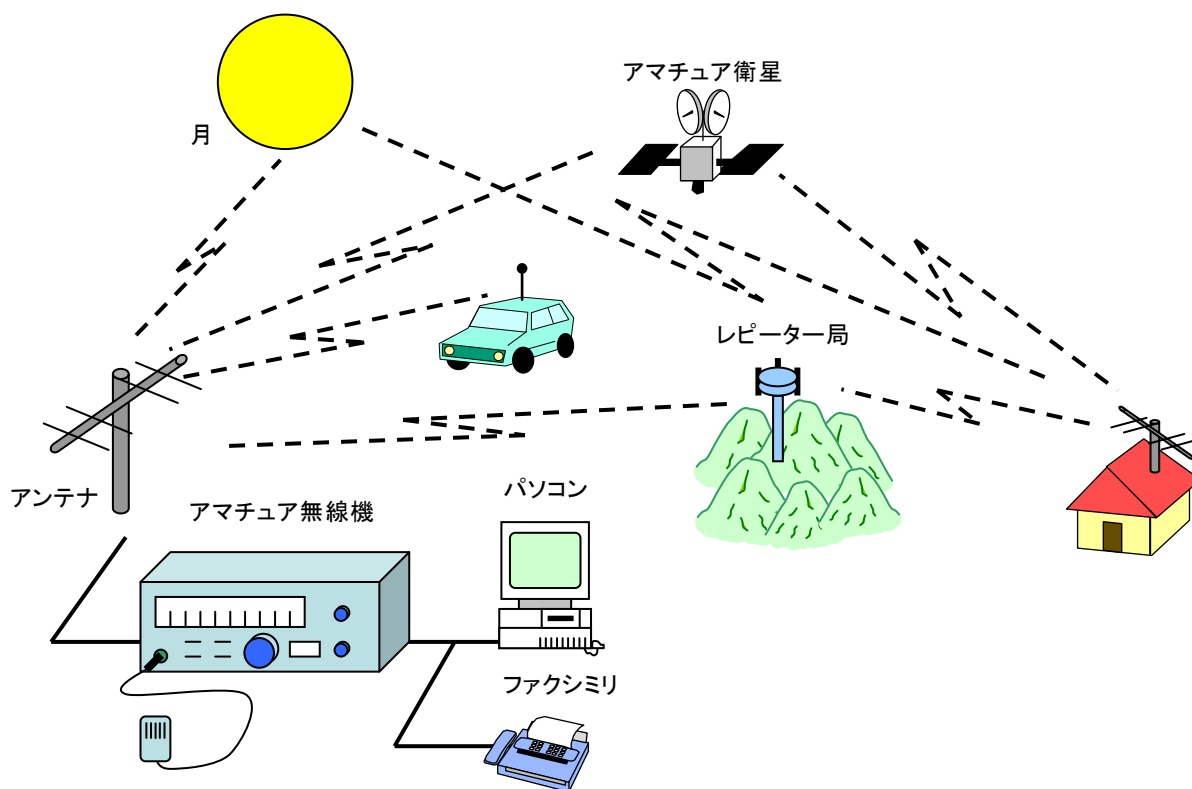 アマチュア衛星
月
レピーター局
アンテナ
アマチュア無線機
パソコン
ファクシミリ